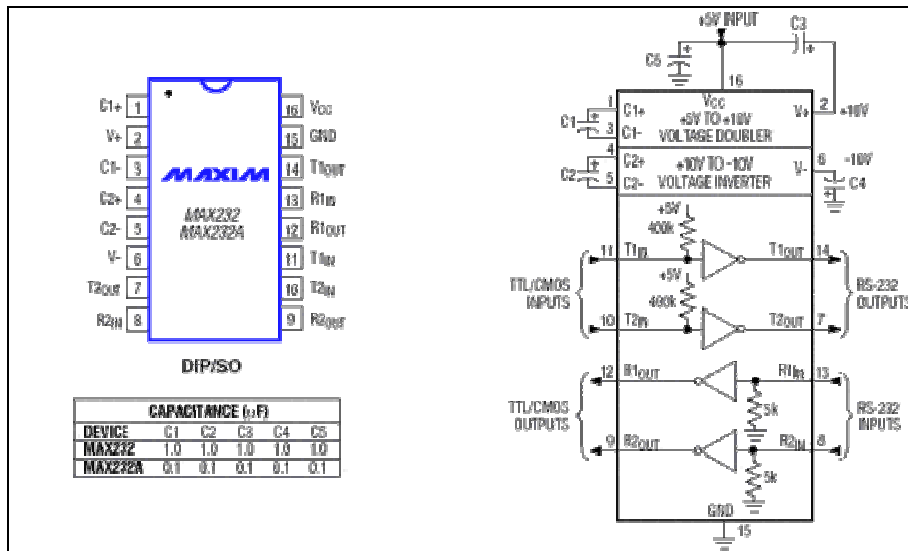 C1+ 1
V+ 2
C1- 3
C2+ 4
C2- 5
V- 6
T2OUT 7
R2IN 8
16 VCC
15 GND
14 T1OUT
13 R1IN
12 R1OUT
11 T1IN
10 T2IN
9 R2OUT
MAXIM
MAX232
MAX232A
DIP/SO
CAPACITANCE (μF)
DEVICE C1 C2 C3 C4 C5
MAX232 1.0 1.0 1.0 1.0 1.0
MAX232A 0.1 0.1 0.1 0.1 0.1
+5V INPUT
C3
C5
16
VCC
1 C1+
C1
3 C1-
+5V TO +10V
VOLTAGE DOUBLER
V+ 2 +10V
4 C2+
C2
5 C2-
+10V TO -10V
VOLTAGE INVERTER
V- 6 -10V
C4
+5V
400k
11 T1IN
T1OUT 14
+5V
400k
TTL/CMOS
INPUTS
RS-232
OUTPUTS
10 T2IN
T2OUT 7
12 R1OUT
R1IN 13
5k
TTL/CMOS
OUTPUTS
RS-232
INPUTS
9 R2OUT
R2IN 8
5k
GND
15